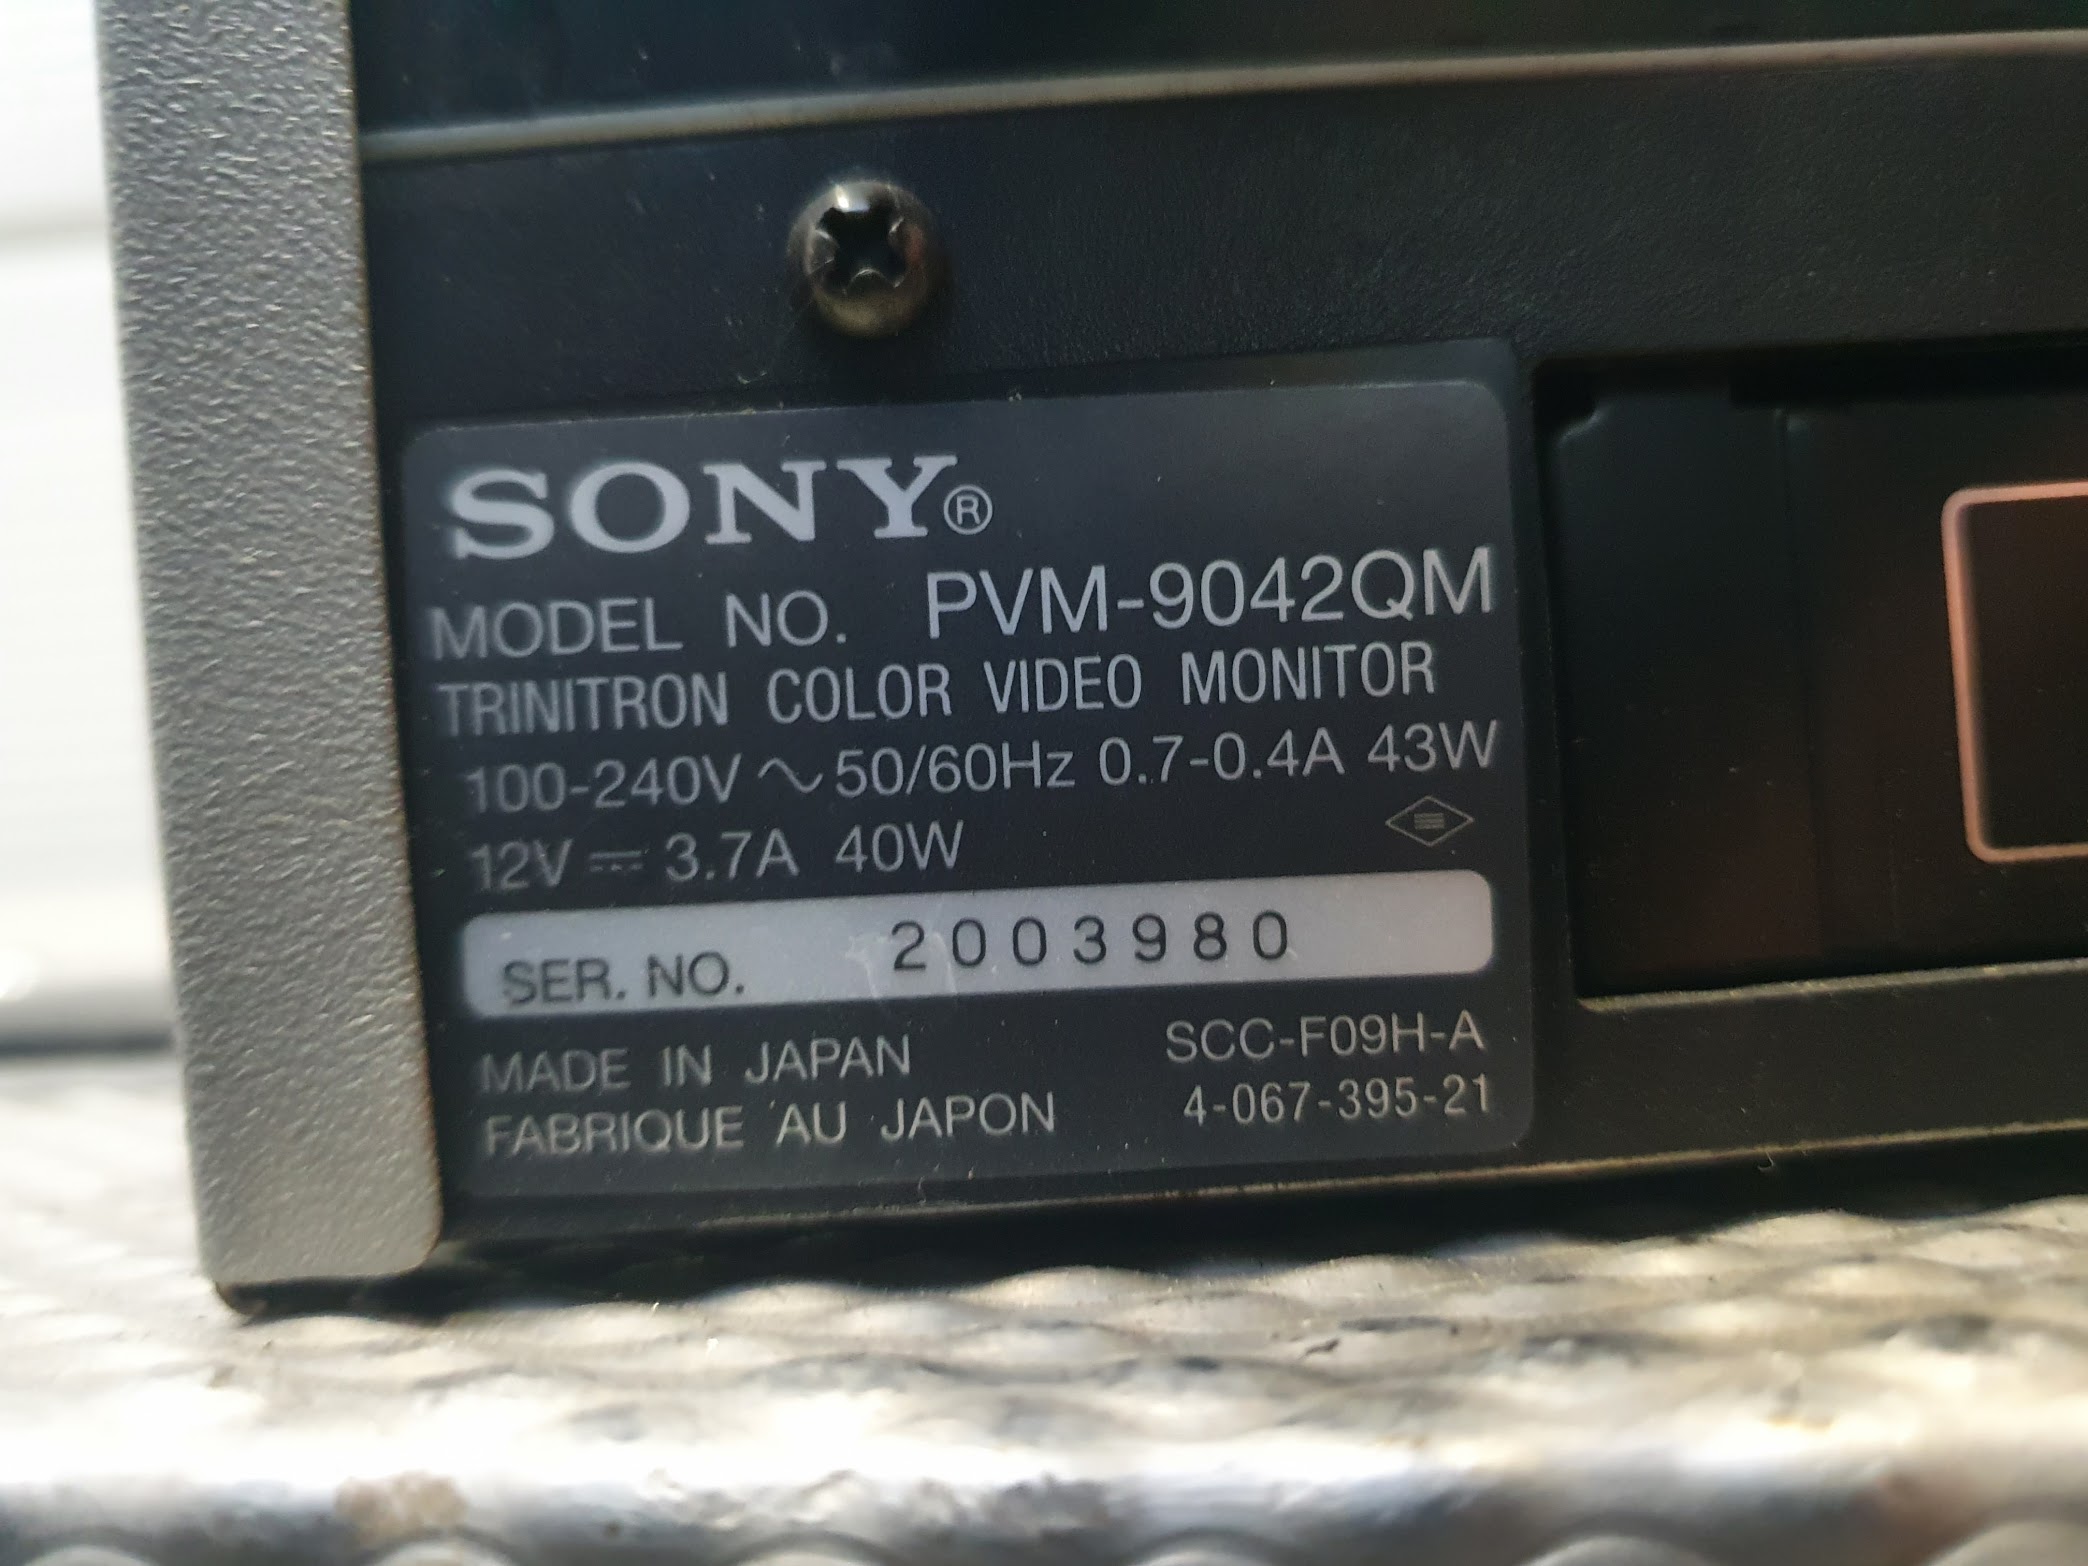 SONY®
MODEL NO. PVM-9042QM
TRINITRON COLOR VIDEO MONITOR
100-240V ~ 50/60Hz 0.7-0.4A 43W
12V ⎓ 3.7A 40W
SER. NO. 2003980
MADE IN JAPAN SCC-F09H-A
FABRIQUE AU JAPON 4-067-395-21